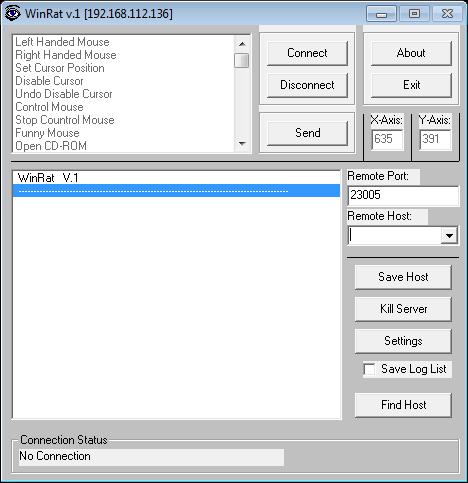 WinRat v.1 [192.168.112.136]
Left Handed Mouse
Right Handed Mouse
Set Cursor Position
Disable Cursor
Undo Disable Cursor
Control Mouse
Stop Countrol Mouse
Funny Mouse
Open CD-ROM
Connect
Disconnect
Send
About
Exit
X-Axis: Y-Axis:
635 391
WinRat V.1
--------------------------------------------------------------------------------
Remote Port:
23005
Remote Host:
Save Host
Kill Server
Settings
Save Log List
Find Host
Connection Status
No Connection